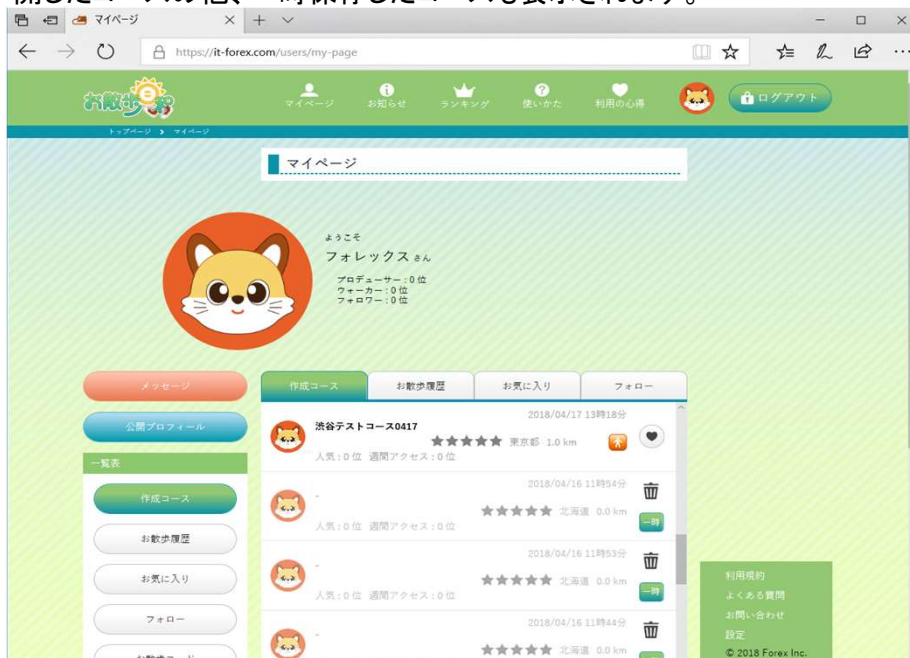 開したコースの他、一時保存したコースも表示されます。
マイページ
https://it-forex.com/users/my-page
お散歩e町
マイページ
お知らせ
ランキング
使いかた
利用の心得
ログアウト
トップページ > マイページ
マイページ
ようこそ
フォレックスさん
プロデューサー:0位
ウォーカー:0位
フォロワー:0位
メッセージ
公開プロフィール
一覧表
作成コース
お散歩履歴
お気に入り
フォロー
作成コース
お散歩履歴
お気に入り
フォロー
2018/04/17 13時18分
渋谷テストコース0417
★★★★★ 東京都 1.0 km
人気:0位 週間アクセス:0位
2018/04/16 11時54分
-
★★★★★ 北海道 0.0 km
人気:0位 週間アクセス:0位
一時
2018/04/16 11時53分
-
★★★★★ 北海道 0.0 km
人気:0位 週間アクセス:0位
一時
2018/04/16 11時44分
-
★★★★★ 北海道 0.0 km
利用規約
よくある質問
お問い合わせ
設定
© 2018 Forex Inc.